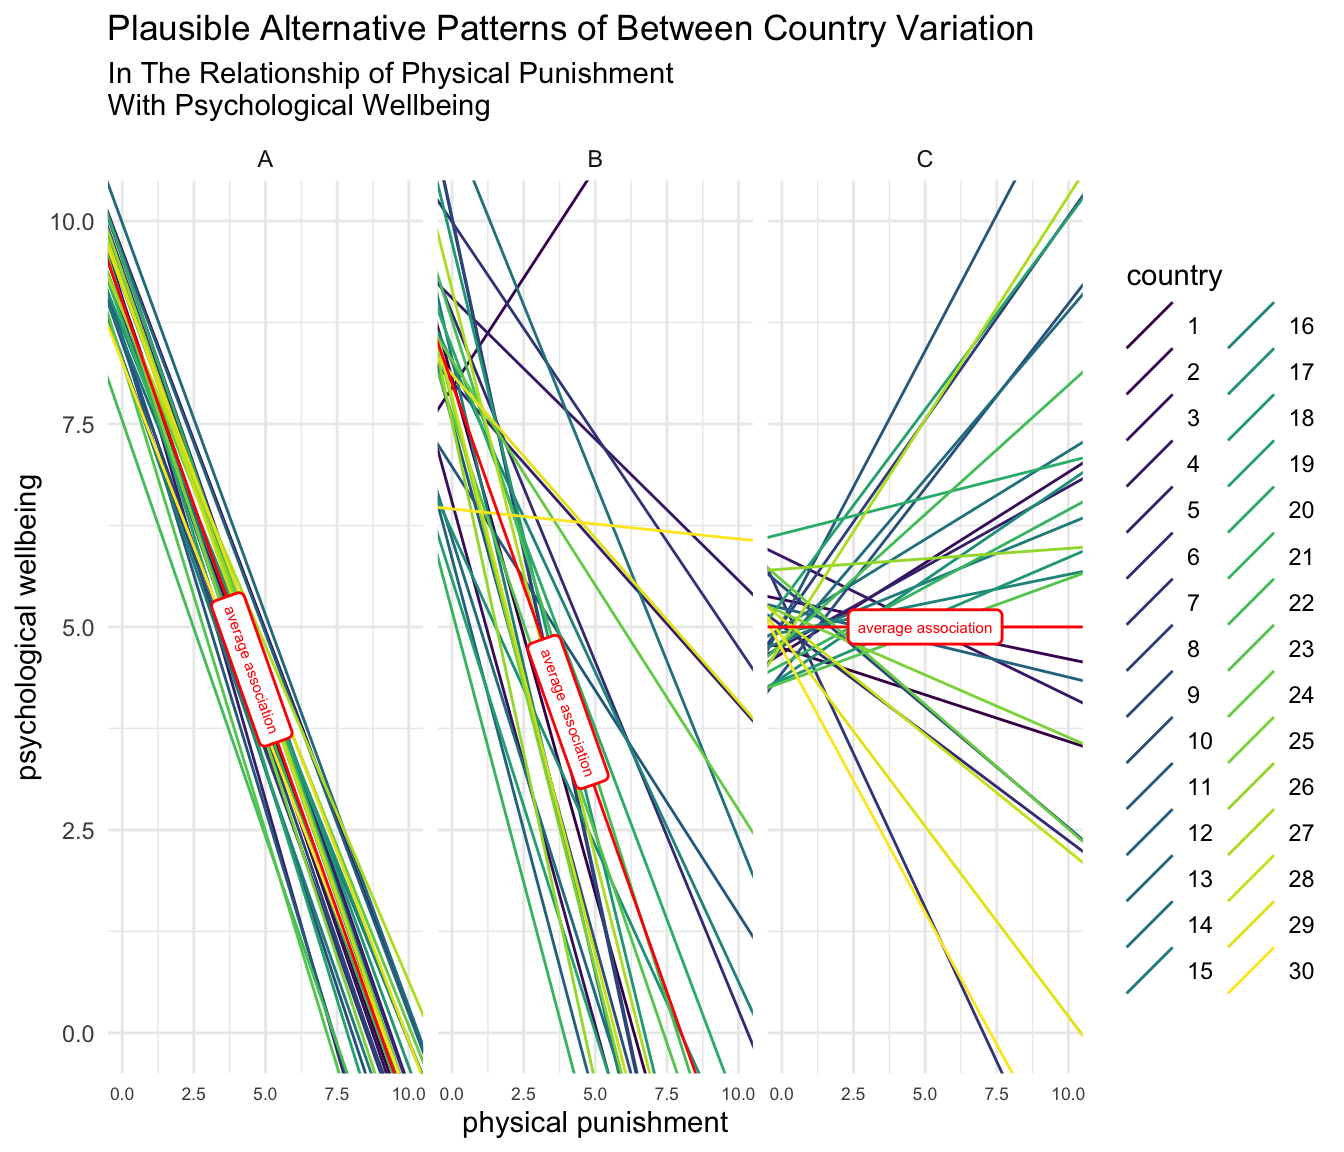 Plausible Alternative Patterns of Between Country Variation
In The Relationship of Physical Punishment
With Psychological Wellbeing
A
B
C
psychological wellbeing
10.0
7.5
5.0
2.5
0.0
average association
average association
average association
0.0 2.5 5.0 7.5 10.0
0.0 2.5 5.0 7.5 10.0
0.0 2.5 5.0 7.5 10.0
physical punishment
country
1
2
3
4
5
6
7
8
9
10
11
12
13
14
15
16
17
18
19
20
21
22
23
24
25
26
27
28
29
30